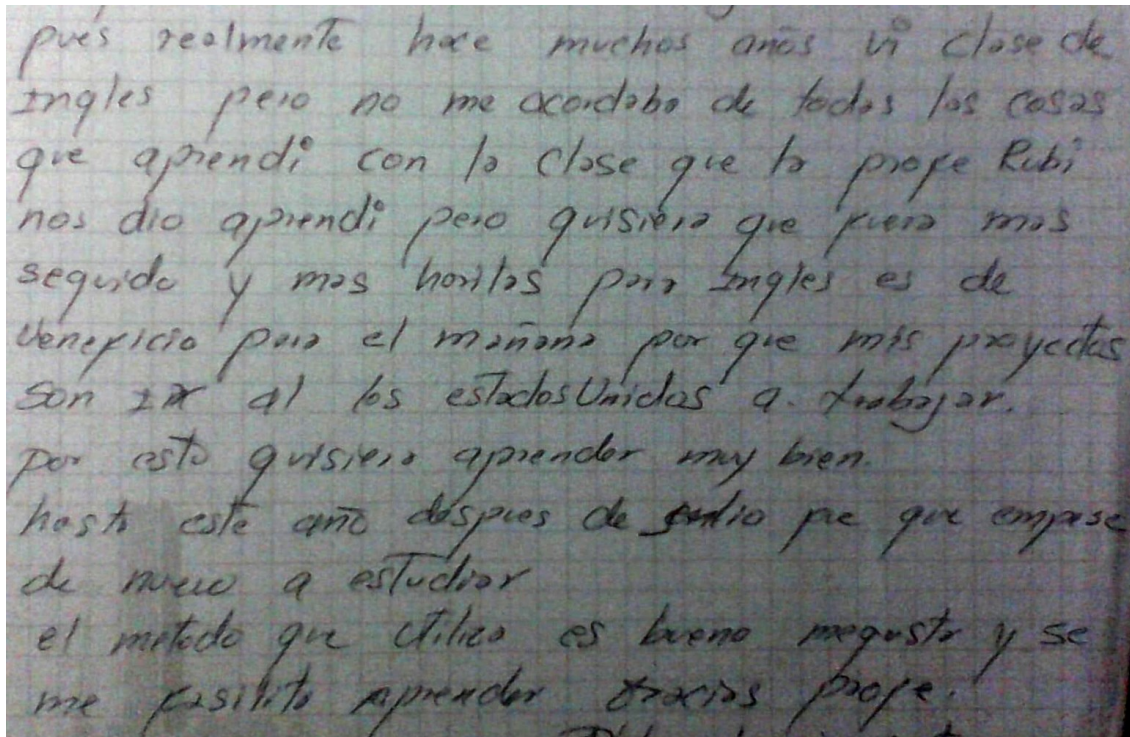 pues realmente hace muchos años vi clase de
Ingles pero no me acordaba de todas las cosas
que aprendi con la clase que la profe Rubi
nos dio aprendi pero quisiera que fuera mas
seguido y mas horitas para Ingles es de
beneficio para el mañana por que mis proyectos
son ir al los estados Unidos a trabajar.
por esto quisiera aprender muy bien.
hasta este año despues de fue que empese
de nuevo a estudiar
el metodo que utiliza es bueno megusta y se
me fasilita aprender gracias profe.